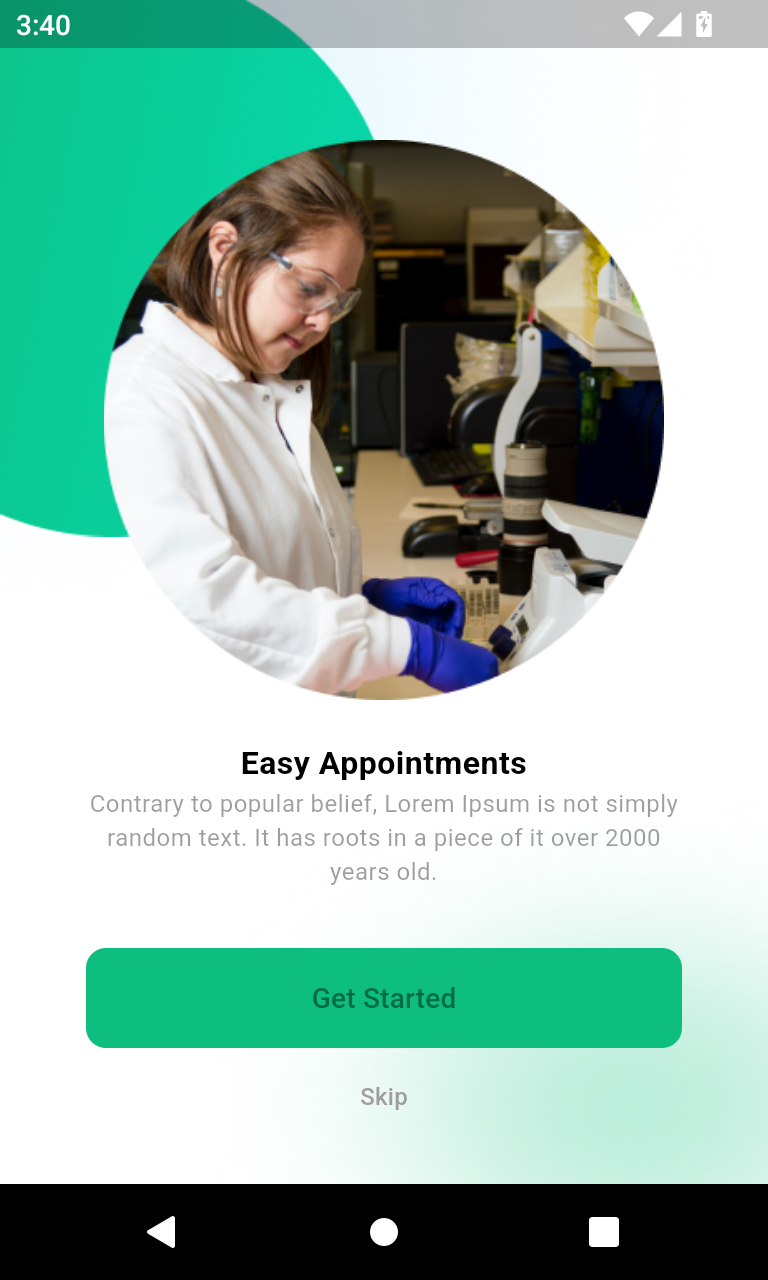 3:40
Easy Appointments
Contrary to popular belief, Lorem Ipsum is not simply
random text. It has roots in a piece of it over 2000
years old.
Get Started
Skip